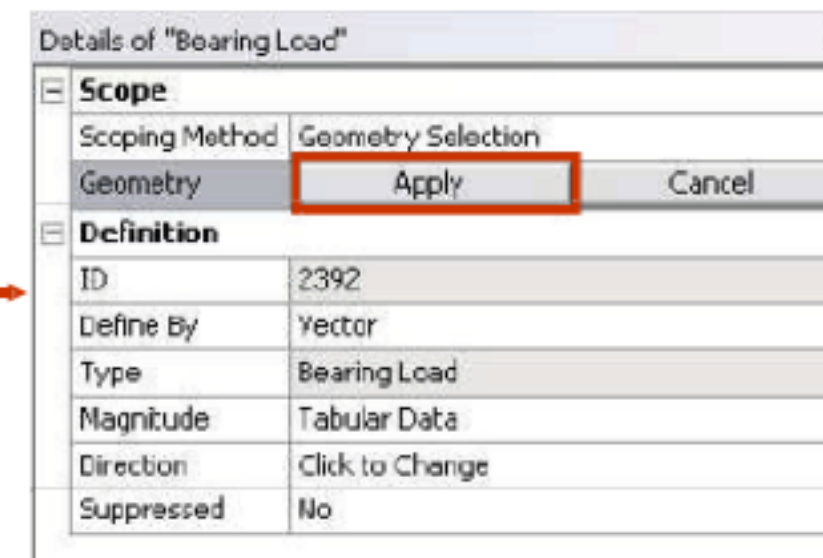 Details of "Bearing Load"
Scope
Scoping Method Geometry Selection
Geometry Apply Cancel
Definition
ID 2392
Define By Vector
Type Bearing Load
Magnitude Tabular Data
Direction Click to Change
Suppressed No